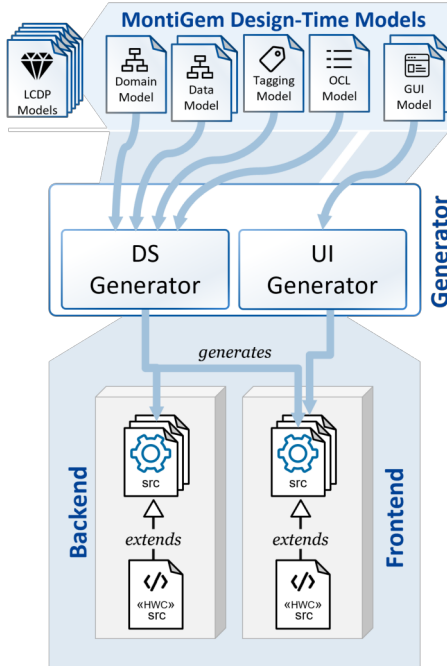 MontiGem Design-Time Models
LCDP
Models
Domain
Model
Data
Model
Tagging
Model
OCL
Model
GUI
Model
Generator
DS
Generator
UI
Generator
generates
Backend
src
extends
</>
«HWC»
src
src
extends
</>
«HWC»
src
Frontend